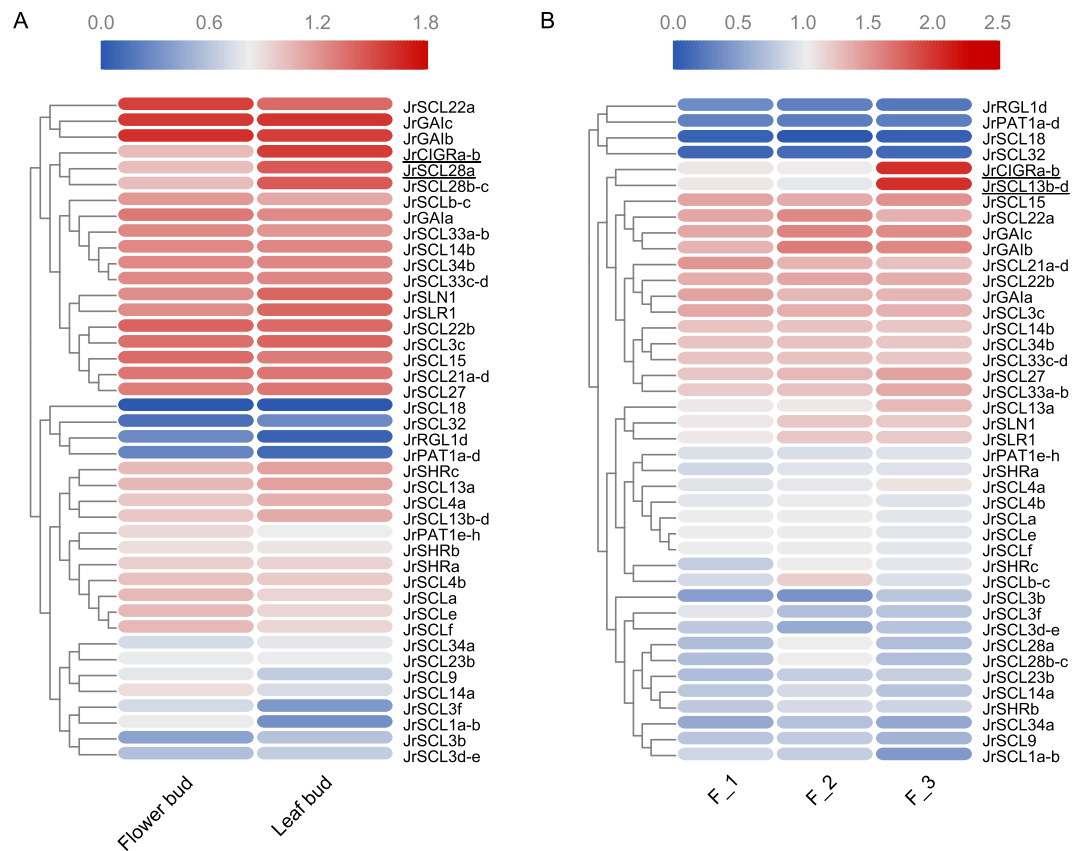 A
0.0 0.6 1.2 1.8
JrSCL22a
JrGAIc
JrGAIb
JrCIGRa-b
JrSCL28a
JrSCL28b-c
JrSCLb-c
JrGAIa
JrSCL33a-b
JrSCL14b
JrSCL34b
JrSCL33c-d
JrSLN1
JrSLR1
JrSCL22b
JrSCL3c
JrSCL15
JrSCL21a-d
JrSCL27
JrSCL18
JrSCL32
JrRGL1d
JrPAT1a-d
JrSHRc
JrSCL13a
JrSCL4a
JrSCL13b-d
JrPAT1e-h
JrSHRb
JrSHRa
JrSCL4b
JrSCLa
JrSCLe
JrSCLf
JrSCL34a
JrSCL23b
JrSCL9
JrSCL14a
JrSCL3f
JrSCL1a-b
JrSCL3b
JrSCL3d-e
Flower bud
Leaf bud
B
0.0 0.5 1.0 1.5 2.0 2.5
JrRGL1d
JrPAT1a-d
JrSCL18
JrSCL32
JrCIGRa-b
JrSCL13b-d
JrSCL15
JrSCL22a
JrGAIc
JrGAIb
JrSCL21a-d
JrSCL22b
JrGAIa
JrSCL3c
JrSCL14b
JrSCL34b
JrSCL33c-d
JrSCL27
JrSCL33a-b
JrSCL13a
JrSLN1
JrSLR1
JrPAT1e-h
JrSHRa
JrSCL4a
JrSCL4b
JrSCLa
JrSCLe
JrSCLf
JrSHRc
JrSCLb-c
JrSCL3b
JrSCL3f
JrSCL3d-e
JrSCL28a
JrSCL28b-c
JrSCL23b
JrSCL14a
JrSHRb
JrSCL34a
JrSCL9
JrSCL1a-b
F_1
F_2
F_3